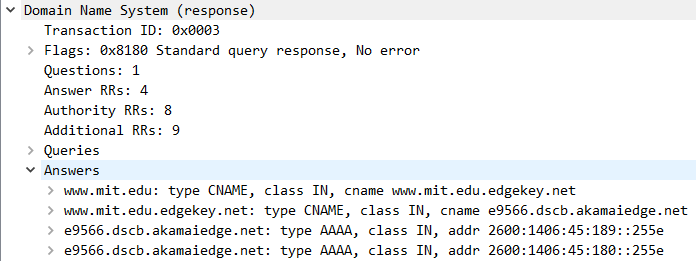 Domain Name System (response)
Transaction ID: 0x0003
Flags: 0x8180 Standard query response, No error
Questions: 1
Answer RRs: 4
Authority RRs: 8
Additional RRs: 9
Queries
Answers
www.mit.edu: type CNAME, class IN, cname www.mit.edu.edgekey.net
www.mit.edu.edgekey.net: type CNAME, class IN, cname e9566.dscb.akamaiedge.net
e9566.dscb.akamaiedge.net: type AAAA, class IN, addr 2600:1406:45:189::255e
e9566.dscb.akamaiedge.net: type AAAA, class IN, addr 2600:1406:45:180::255e